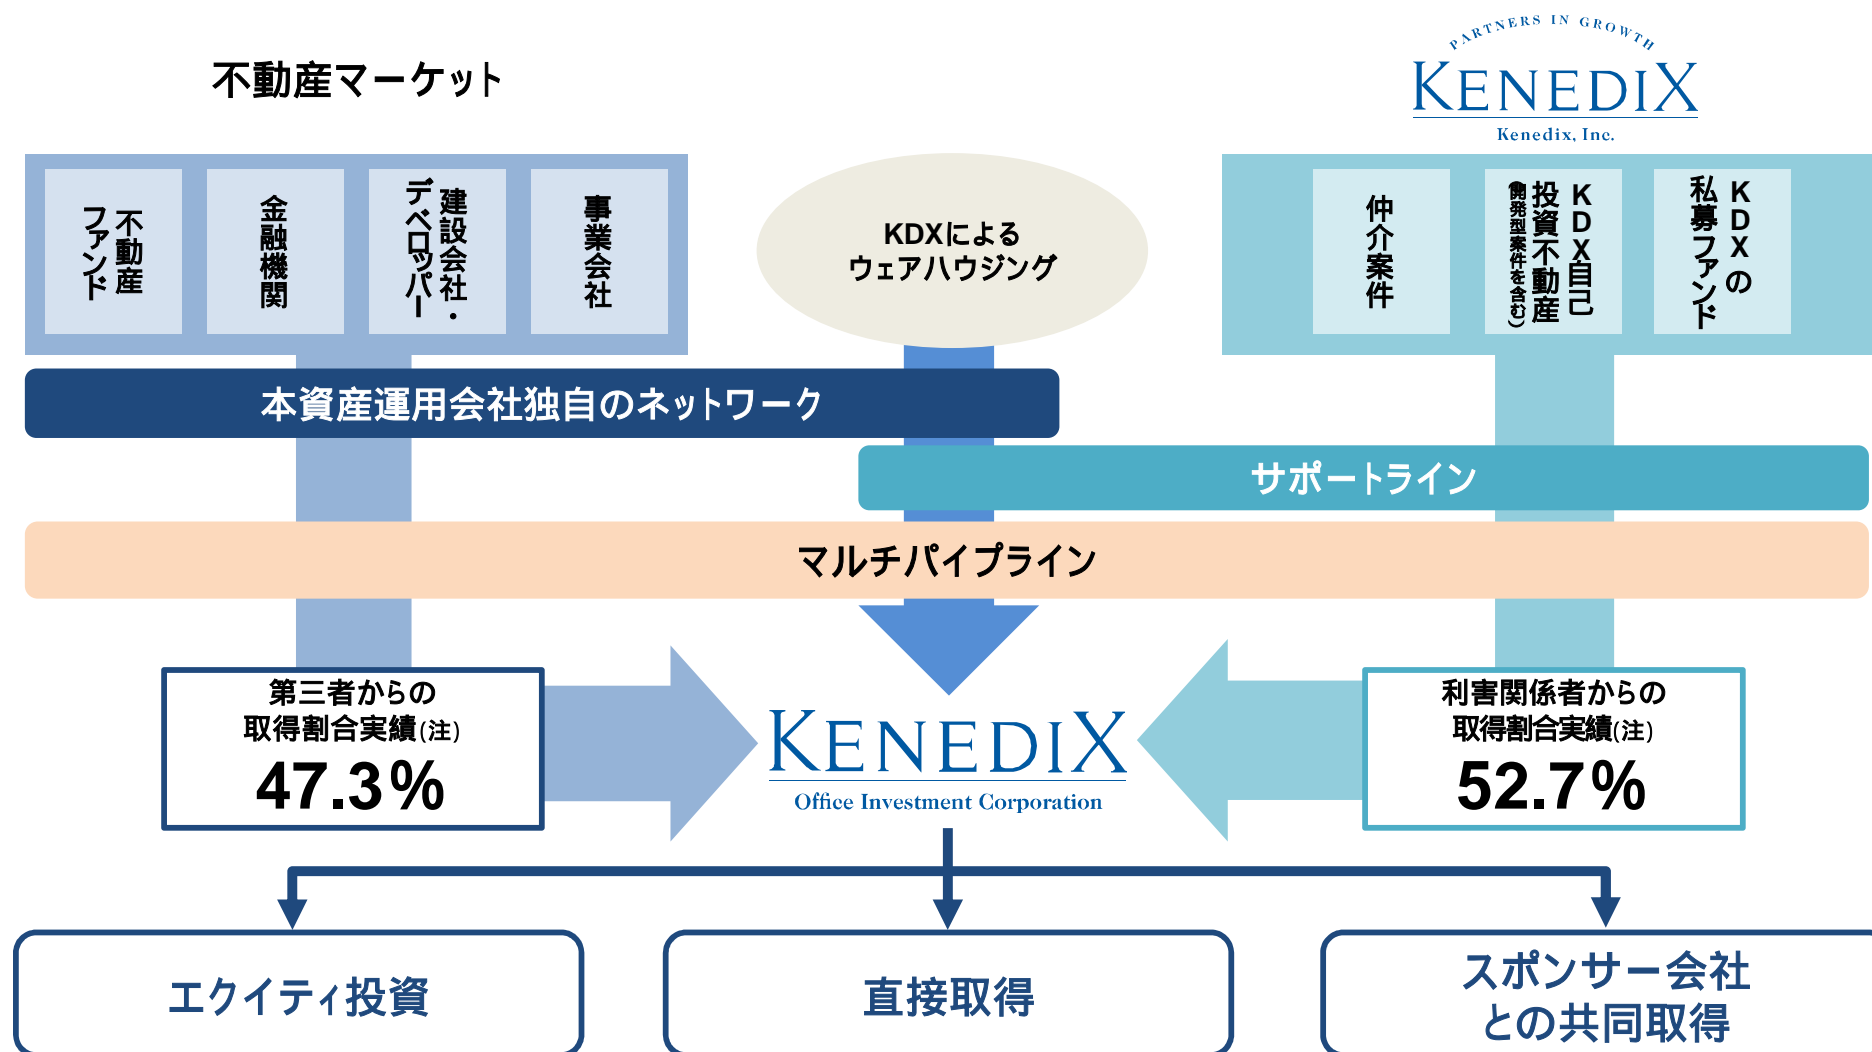 不動産マーケット
PARTNERS IN GROWTH
KENEDIX
Kenedix, Inc.
不動産
ファンド
金融機関
建設会社・
デベロッパー
事業会社
KDXによる
ウェアハウジング
仲介案件
KDX自己
投資不動産
(開発型案件を含む)
KDXの
私募ファンド
本資産運用会社独自のネットワーク
サポートライン
マルチパイプライン
第三者からの
取得割合実績(注)
47.3%
KENEDIX
Office Investment Corporation
利害関係者からの
取得割合実績(注)
52.7%
エクイティ投資
直接取得
スポンサー会社
との共同取得